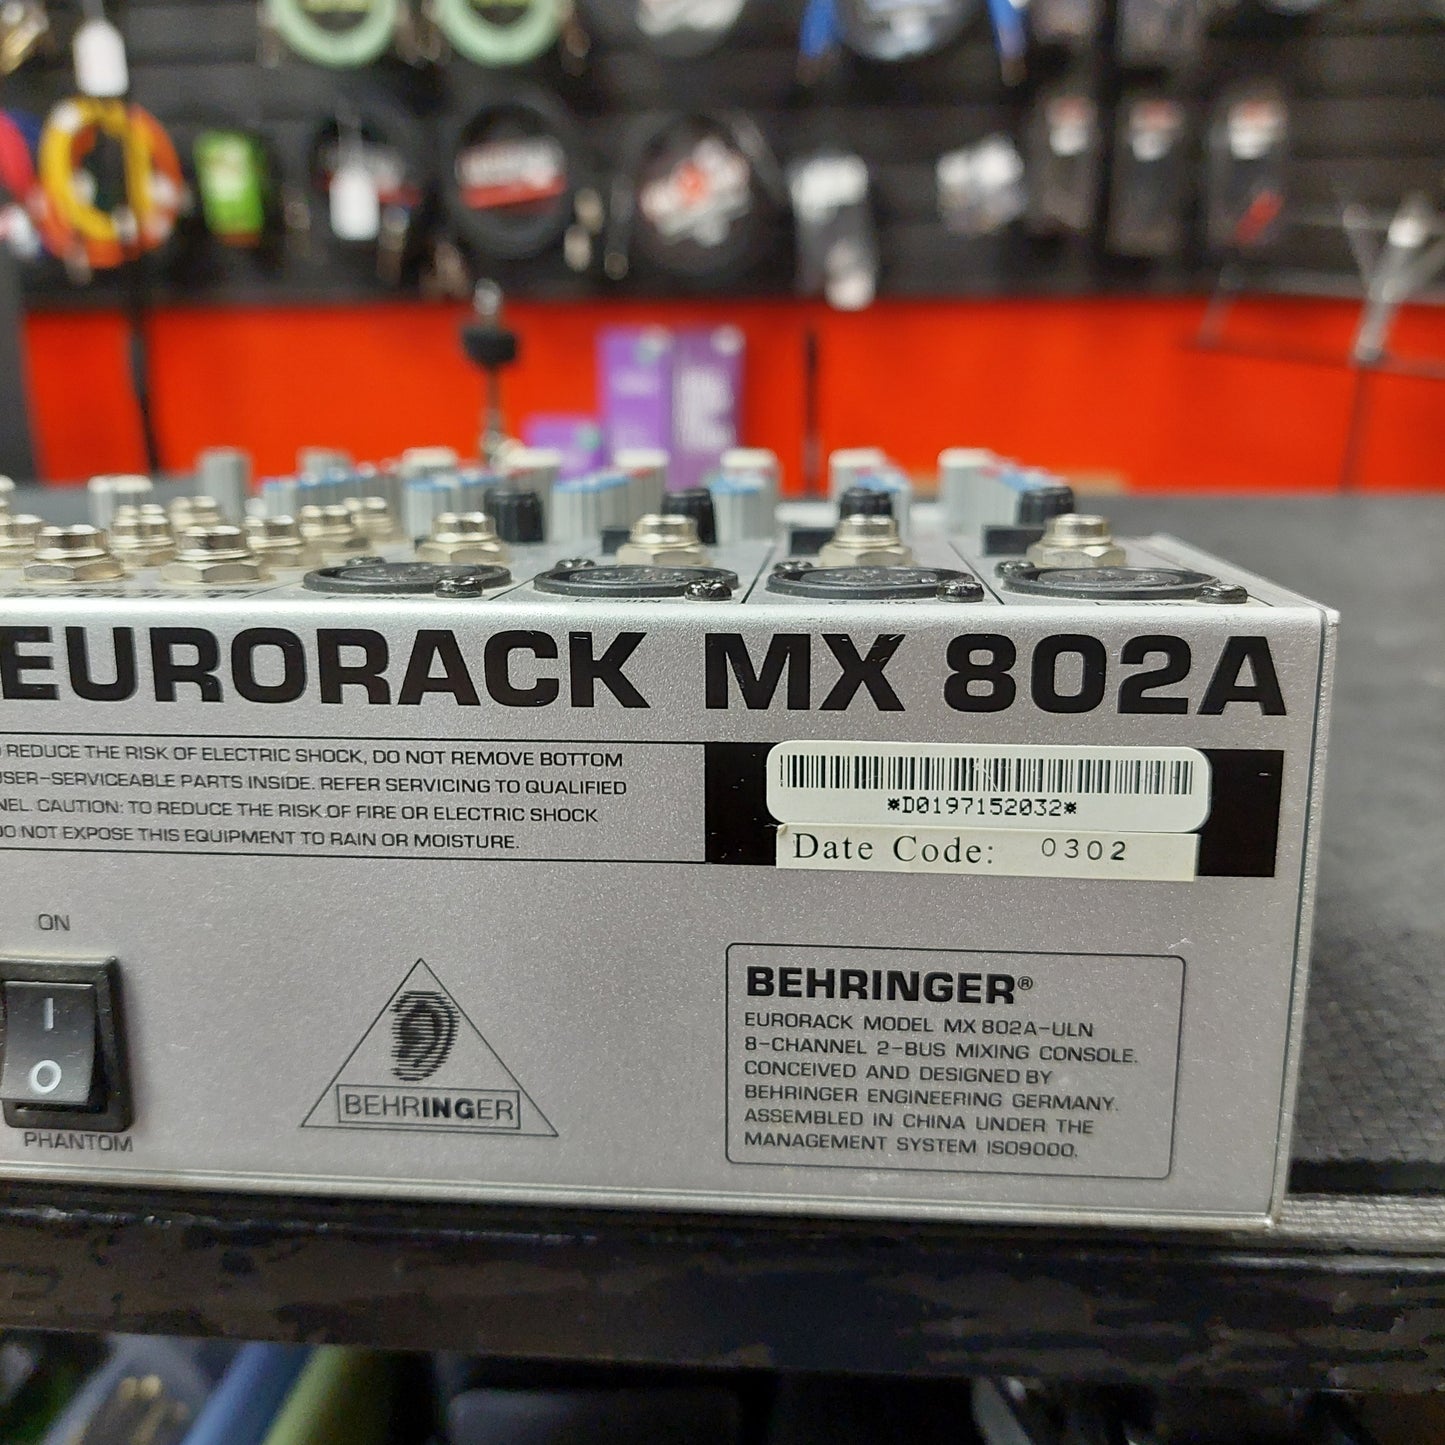 EURORACK MX 802A
REDUCE THE RISK OF ELECTRIC SHOCK, DO NOT REMOVE BOTTOM
USER-SERVICEABLE PARTS INSIDE. REFER SERVICING TO QUALIFIED
NEL. CAUTION: TO REDUCE THE RISK OF FIRE OR ELECTRIC SHOCK
DO NOT EXPOSE THIS EQUIPMENT TO RAIN OR MOISTURE.
*D0197152032*
Date Code: 0302
ON
PHANTOM
BEHRINGER
BEHRINGER®
EURORACK MODEL MX 802A-ULN
8-CHANNEL 2-BUS MIXING CONSOLE.
CONCEIVED AND DESIGNED BY
BEHRINGER ENGINEERING GERMANY.
ASSEMBLED IN CHINA UNDER THE
MANAGEMENT SYSTEM ISO9000.